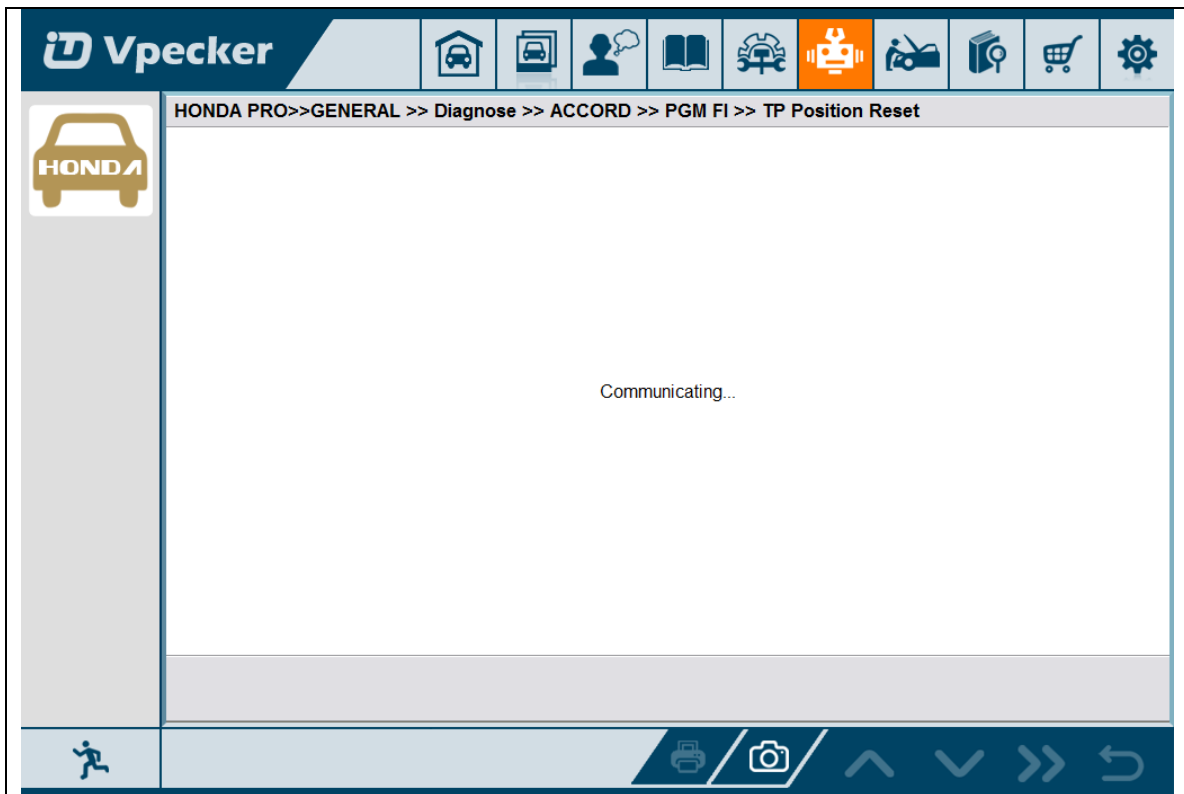 Vpecker
HONDA PRO>>GENERAL >> Diagnose >> ACCORD >> PGM FI >> TP Position Reset
HONDA
Communicating...